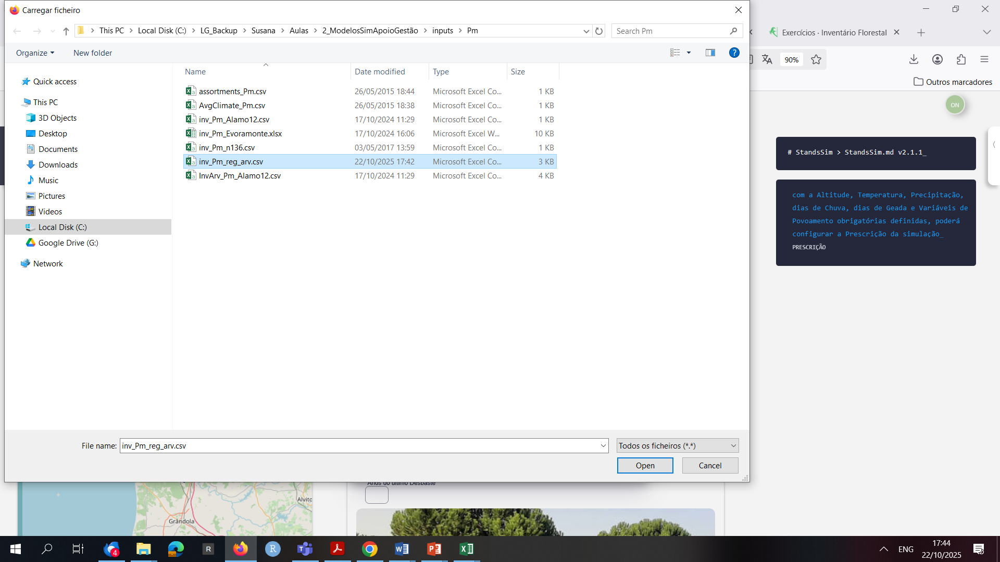 Carregar ficheiro
This PC
Local Disk (C:)
LG_Backup
Susana
Aulas
2_ModelosSimApoioGestão
inputs
Pm
Search Pm
Organize
New folder
Name
Date modified
Type
Size
Quick access
This PC
3D Objects
Desktop
Documents
Downloads
Music
Pictures
Videos
Local Disk (C:)
Google Drive (G:)
Network
assortments_Pm.csv 26/05/2015 18:44 Microsoft Excel Co... 1 KB
AvgClimate_Pm.csv 26/05/2015 18:38 Microsoft Excel Co... 1 KB
inv_Pm_Alamo12.csv 17/10/2024 11:29 Microsoft Excel Co... 1 KB
inv_Pm_Evoramonte.xlsx 17/10/2024 16:06 Microsoft Excel W... 10 KB
inv_Pm_n136.csv 03/05/2017 13:59 Microsoft Excel Co... 1 KB
inv_Pm_reg_arv.csv 22/10/2025 17:42 Microsoft Excel Co... 3 KB
InvArv_Pm_Alamo12.csv 17/10/2024 11:29 Microsoft Excel Co... 4 KB
File name: inv_Pm_reg_arv.csv
Todos os ficheiros (*.*)
Open
Cancel
Exercícios · Inventário Florestal
90%
Outros marcadores
ON
# StandsSim > StandsSim.md v2.1.1_
com a Altitude, Temperatura, Precipitação,
dias de Chuva, dias de Geada e Variáveis de
Povoamento obrigatórias definidas, poderá
configurar a Prescrição da simulação_
PRESCRIÇÃO
Anos do último Desbaste
Alvito
Grândola
4
R
R
ENG
17:44
22/10/2025